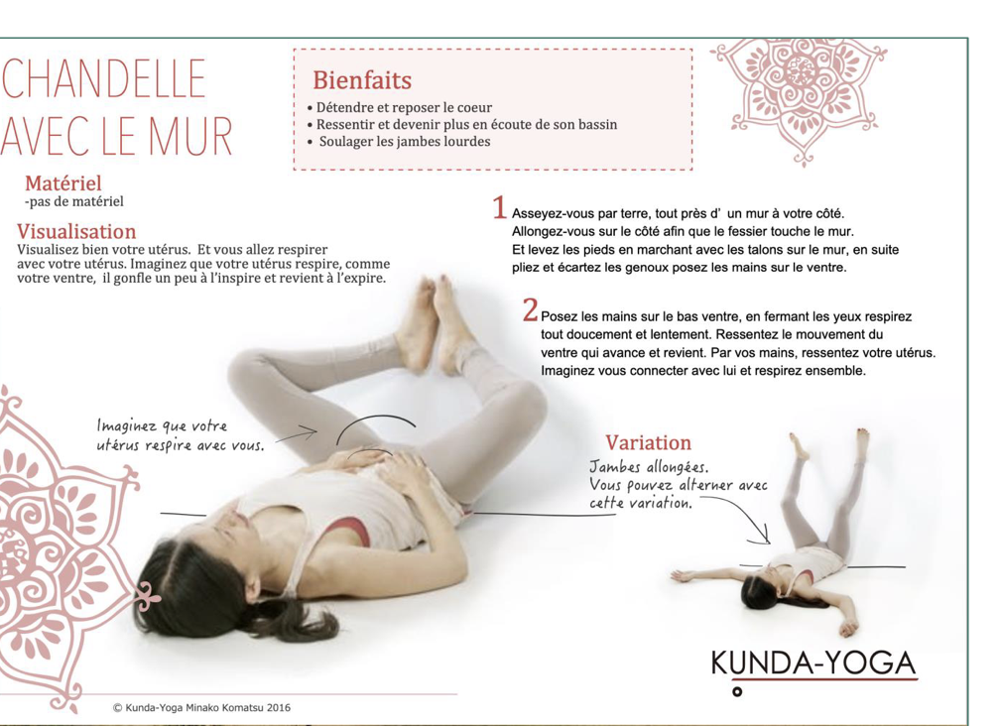 CHANDELLE
AVEC LE MUR
Bienfaits
• Détendre et reposer le coeur
• Ressentir et devenir plus en écoute de son bassin
• Soulager les jambes lourdes
Matériel
-pas de matériel
Visualisation
Visualisez bien votre utérus. Et vous allez respirer
avec votre utérus. Imaginez que votre utérus respire, comme
votre ventre, il gonfle un peu à l'inspire et revient à l'expire.
1 Asseyez-vous par terre, tout près d' un mur à votre côté.
Allongez-vous sur le côté afin que le fessier touche le mur.
Et levez les pieds en marchant avec les talons sur le mur, en suite
pliez et écartez les genoux posez les mains sur le ventre.
2 Posez les mains sur le bas ventre, en fermant les yeux respirez
tout doucement et lentement. Ressentez le mouvement du
ventre qui avance et revient. Par vos mains, ressentez votre utérus.
Imaginez vous connecter avec lui et respirez ensemble.
Imaginez que votre
utérus respire avec vous.
Variation
Jambes allongées.
Vous pouvez alterner avec
cette variation.
KUNDA-YOGA
© Kunda-Yoga Minako Komatsu 2016